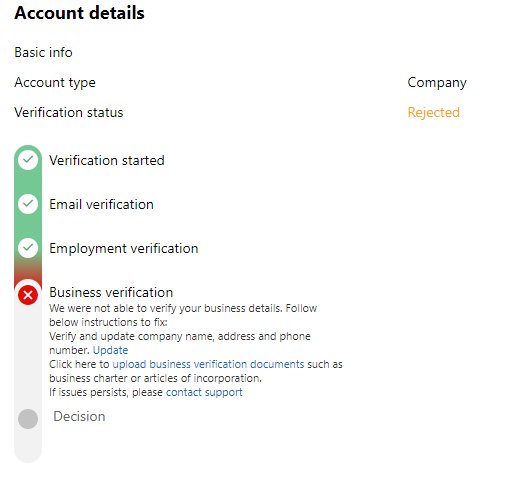 Account details
Basic info
Account type Company
Verification status Rejected
Verification started
Email verification
Employment verification
Business verification
We were not able to verify your business details. Follow
below instructions to fix:
Verify and update company name, address and phone
number. Update
Click here to upload business verification documents such as
business charter or articles of incorporation.
If issues persists, please contact support
Decision